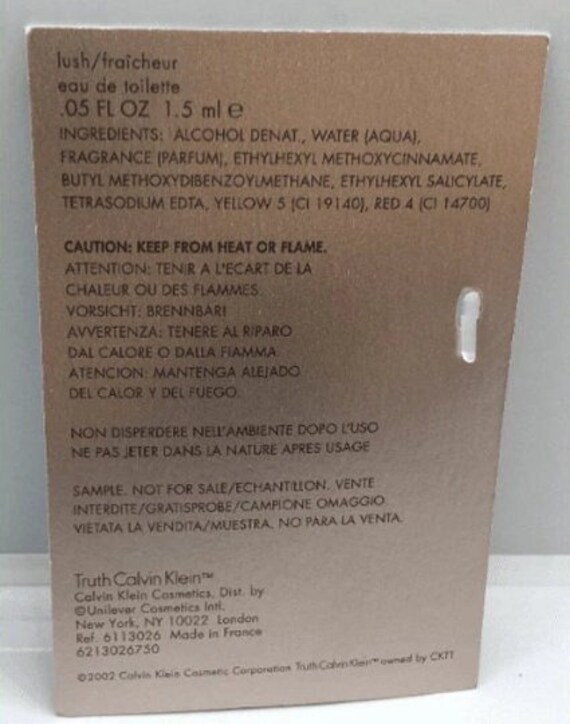 lush/fraîcheur
eau de toilette
.05 FL OZ 1.5 ml ℮
INGREDIENTS: ALCOHOL DENAT., WATER (AQUA),
FRAGRANCE (PARFUM), ETHYLHEXYL METHOXYCINNAMATE,
BUTYL METHOXYDIBENZOYLMETHANE, ETHYLHEXYL SALICYLATE,
TETRASODIUM EDTA, YELLOW 5 (CI 19140), RED 4 (CI 14700)
CAUTION: KEEP FROM HEAT OR FLAME.
ATTENTION: TENIR A L'ECART DE LA
CHALEUR OU DES FLAMMES.
VORSICHT: BRENNBAR!
AVVERTENZA: TENERE AL RIPARO
DAL CALORE O DALLA FIAMMA
ATENCION: MANTENGA ALEJADO
DEL CALOR Y DEL FUEGO.
NON DISPERDERE NELL'AMBIENTE DOPO L'USO
NE PAS JETER DANS LA NATURE APRES USAGE
SAMPLE. NOT FOR SALE/ECHANTILLON. VENTE
INTERDITE/GRATISPROBE/CAMPIONE OMAGGIO.
VIETATA LA VENDITA/MUESTRA. NO PARA LA VENTA.
Truth Calvin Klein™
Calvin Klein Cosmetics, Dist. by
©Unilever Cosmetics Intl.
New York, NY 10022 London
Ref. 6113026 Made in France
6213026750
©2002 Calvin Klein Cosmetic Corporation Truth Calvin Klein™ owned by CKTT